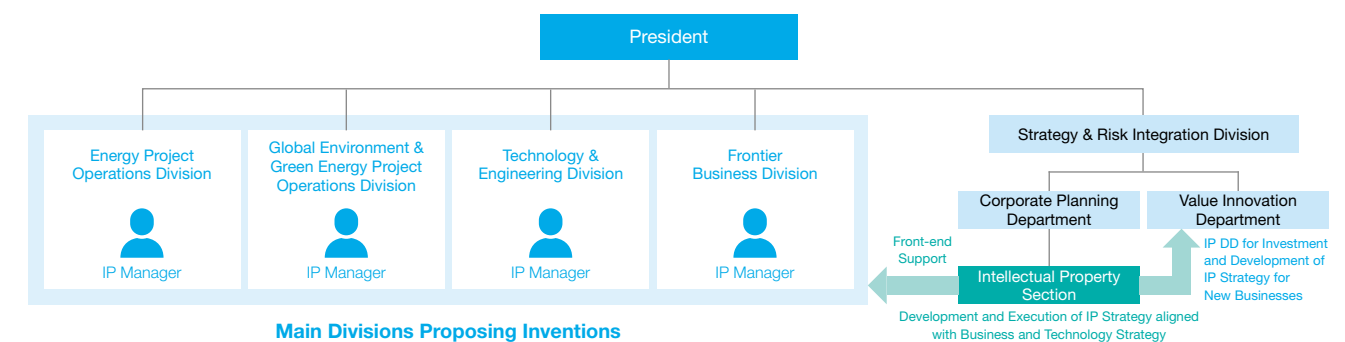 President
Energy Project
Operations Division
IP Manager
Global Environment &
Green Energy Project
Operations Division
IP Manager
Technology &
Engineering Division
IP Manager
Frontier
Business Division
IP Manager
Main Divisions Proposing Inventions
Strategy & Risk Integration Division
Corporate Planning
Department
Value Innovation
Department
Front-end
Support
Intellectual Property
Section
IP DD for Investment
and Development of
IP Strategy for
New Businesses
Development and Execution of IP Strategy aligned
with Business and Technology Strategy